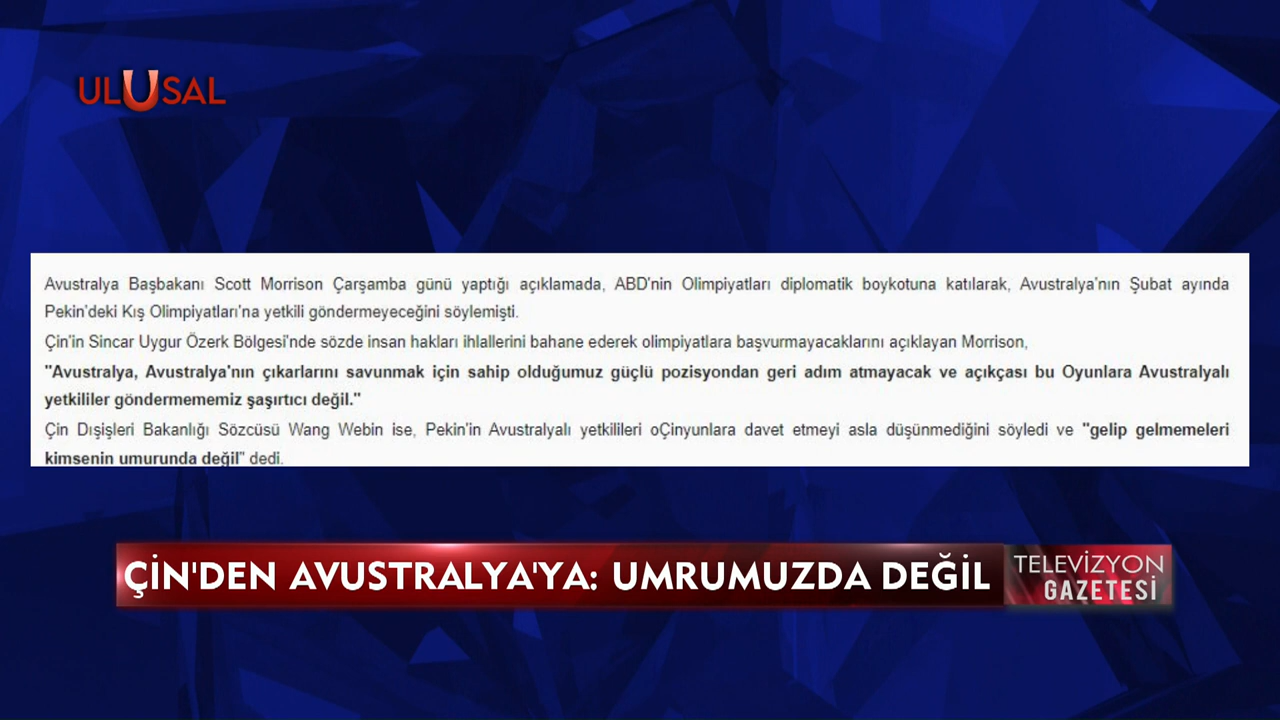 ULUSAL
Avustralya Başbakanı Scott Morrison Çarşamba günü yaptığı açıklamada, ABD'nin Olimpiyatları diplomatik boykotuna katılarak, Avustralya'nın Şubat ayında
Pekin'deki Kış Olimpiyatları'na yetkili göndermeyeceğini söylemişti.
Çin'in Sincar Uygur Özerk Bölgesi'nde sözde insan hakları ihlallerini bahane ederek olimpiyatlara başvurmayacaklarını açıklayan Morrison,
"Avustralya, Avustralya'nın çıkarlarını savunmak için sahip olduğumuz güçlü pozisyondan geri adım atmayacak ve açıkçası bu Oyunlara Avustralyalı
yetkililer göndermememiz şaşırtıcı değil."
Çin Dışişleri Bakanlığı Sözcüsü Wang Webin ise, Pekin'in Avustralyalı yetkilileri oÇinyunlara davet etmeyi asla düşünmediğini söyledi ve "gelip gelmemeleri
kimsenin umurunda değil" dedi.
ÇİN'DEN AVUSTRALYA'YA: UMRUMUZDA DEĞİL
TELEVİZYON
GAZETESİ